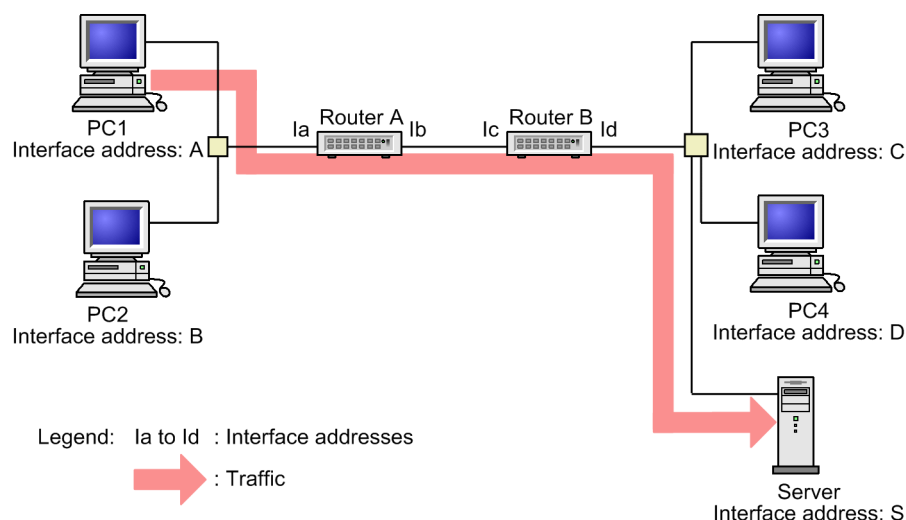 Router A
Router B
Ia
Ib
Ic
Id
PC1
Interface address: A
PC3
Interface address: C
PC2
Interface address: B
PC4
Interface address: D
Legend: Ia to Id : Interface addresses
: Traffic
Server
Interface address: S